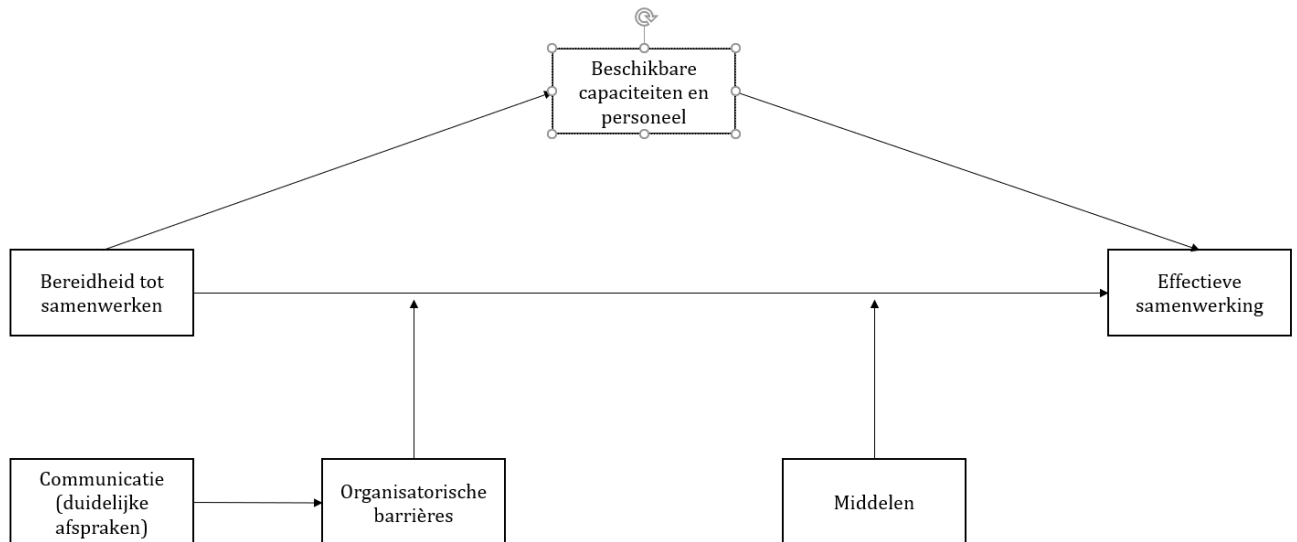 Beschikbare
capaciteiten en
personeel
Bereidheid tot
samenwerken
Effectieve
samenwerking
Communicatie
(duidelijke
afspraken)
Organisatorische
barrières
Middelen